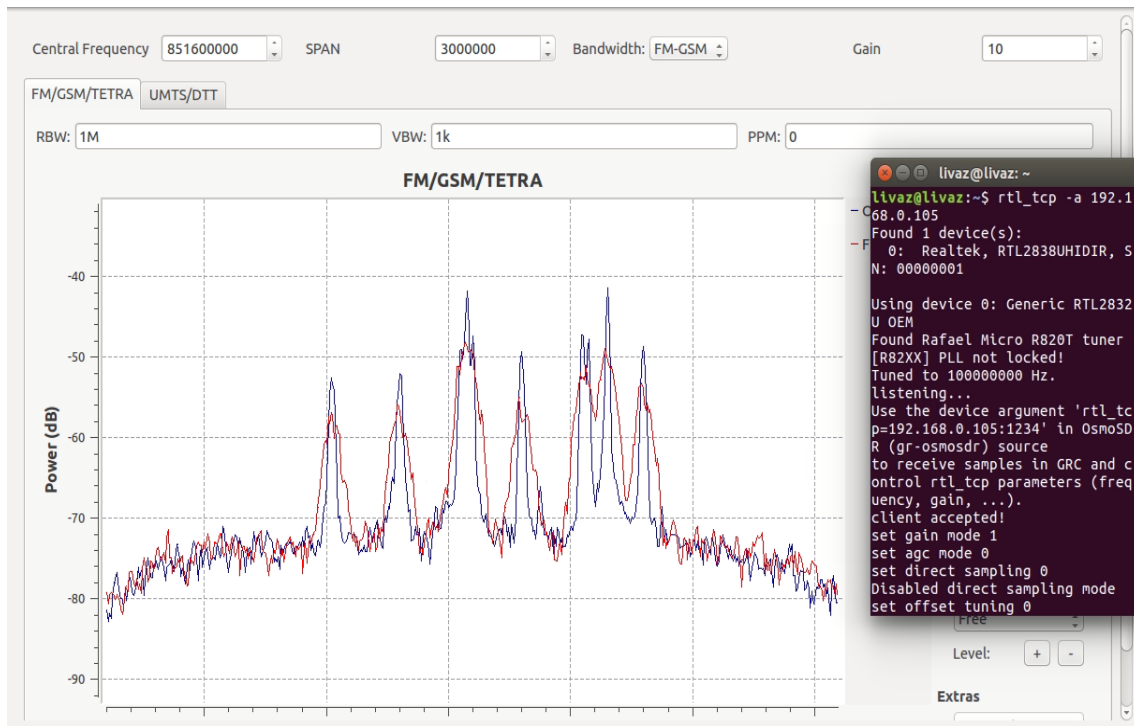 Central Frequency 851600000 SPAN 3000000 Bandwidth: FM-GSM Gain 10
FM/GSM/TETRA UMTS/DTT
RBW: 1M VBW: 1k PPM: 0
FM/GSM/TETRA
-40
-50
-60
-70
-80
-90
Power (dB)
livaz@livaz: ~
livaz@livaz:~$ rtl_tcp -a 192.1
68.0.105
Found 1 device(s):
0: Realtek, RTL2838UHIDIR, S
N: 00000001
Using device 0: Generic RTL2832
U OEM
Found Rafael Micro R820T tuner
[R82XX] PLL not locked!
Tuned to 100000000 Hz.
listening...
Use the device argument 'rtl_tc
p=192.168.0.105:1234' in OsmoSD
R (gr-osmosdr) source
to receive samples in GRC and c
ontrol rtl_tcp parameters (freq
uency, gain, ...).
client accepted!
set gain mode 1
set agc mode 0
set direct sampling 0
Disabled direct sampling mode
set offset tuning 0
Free
Level: + -
Extras